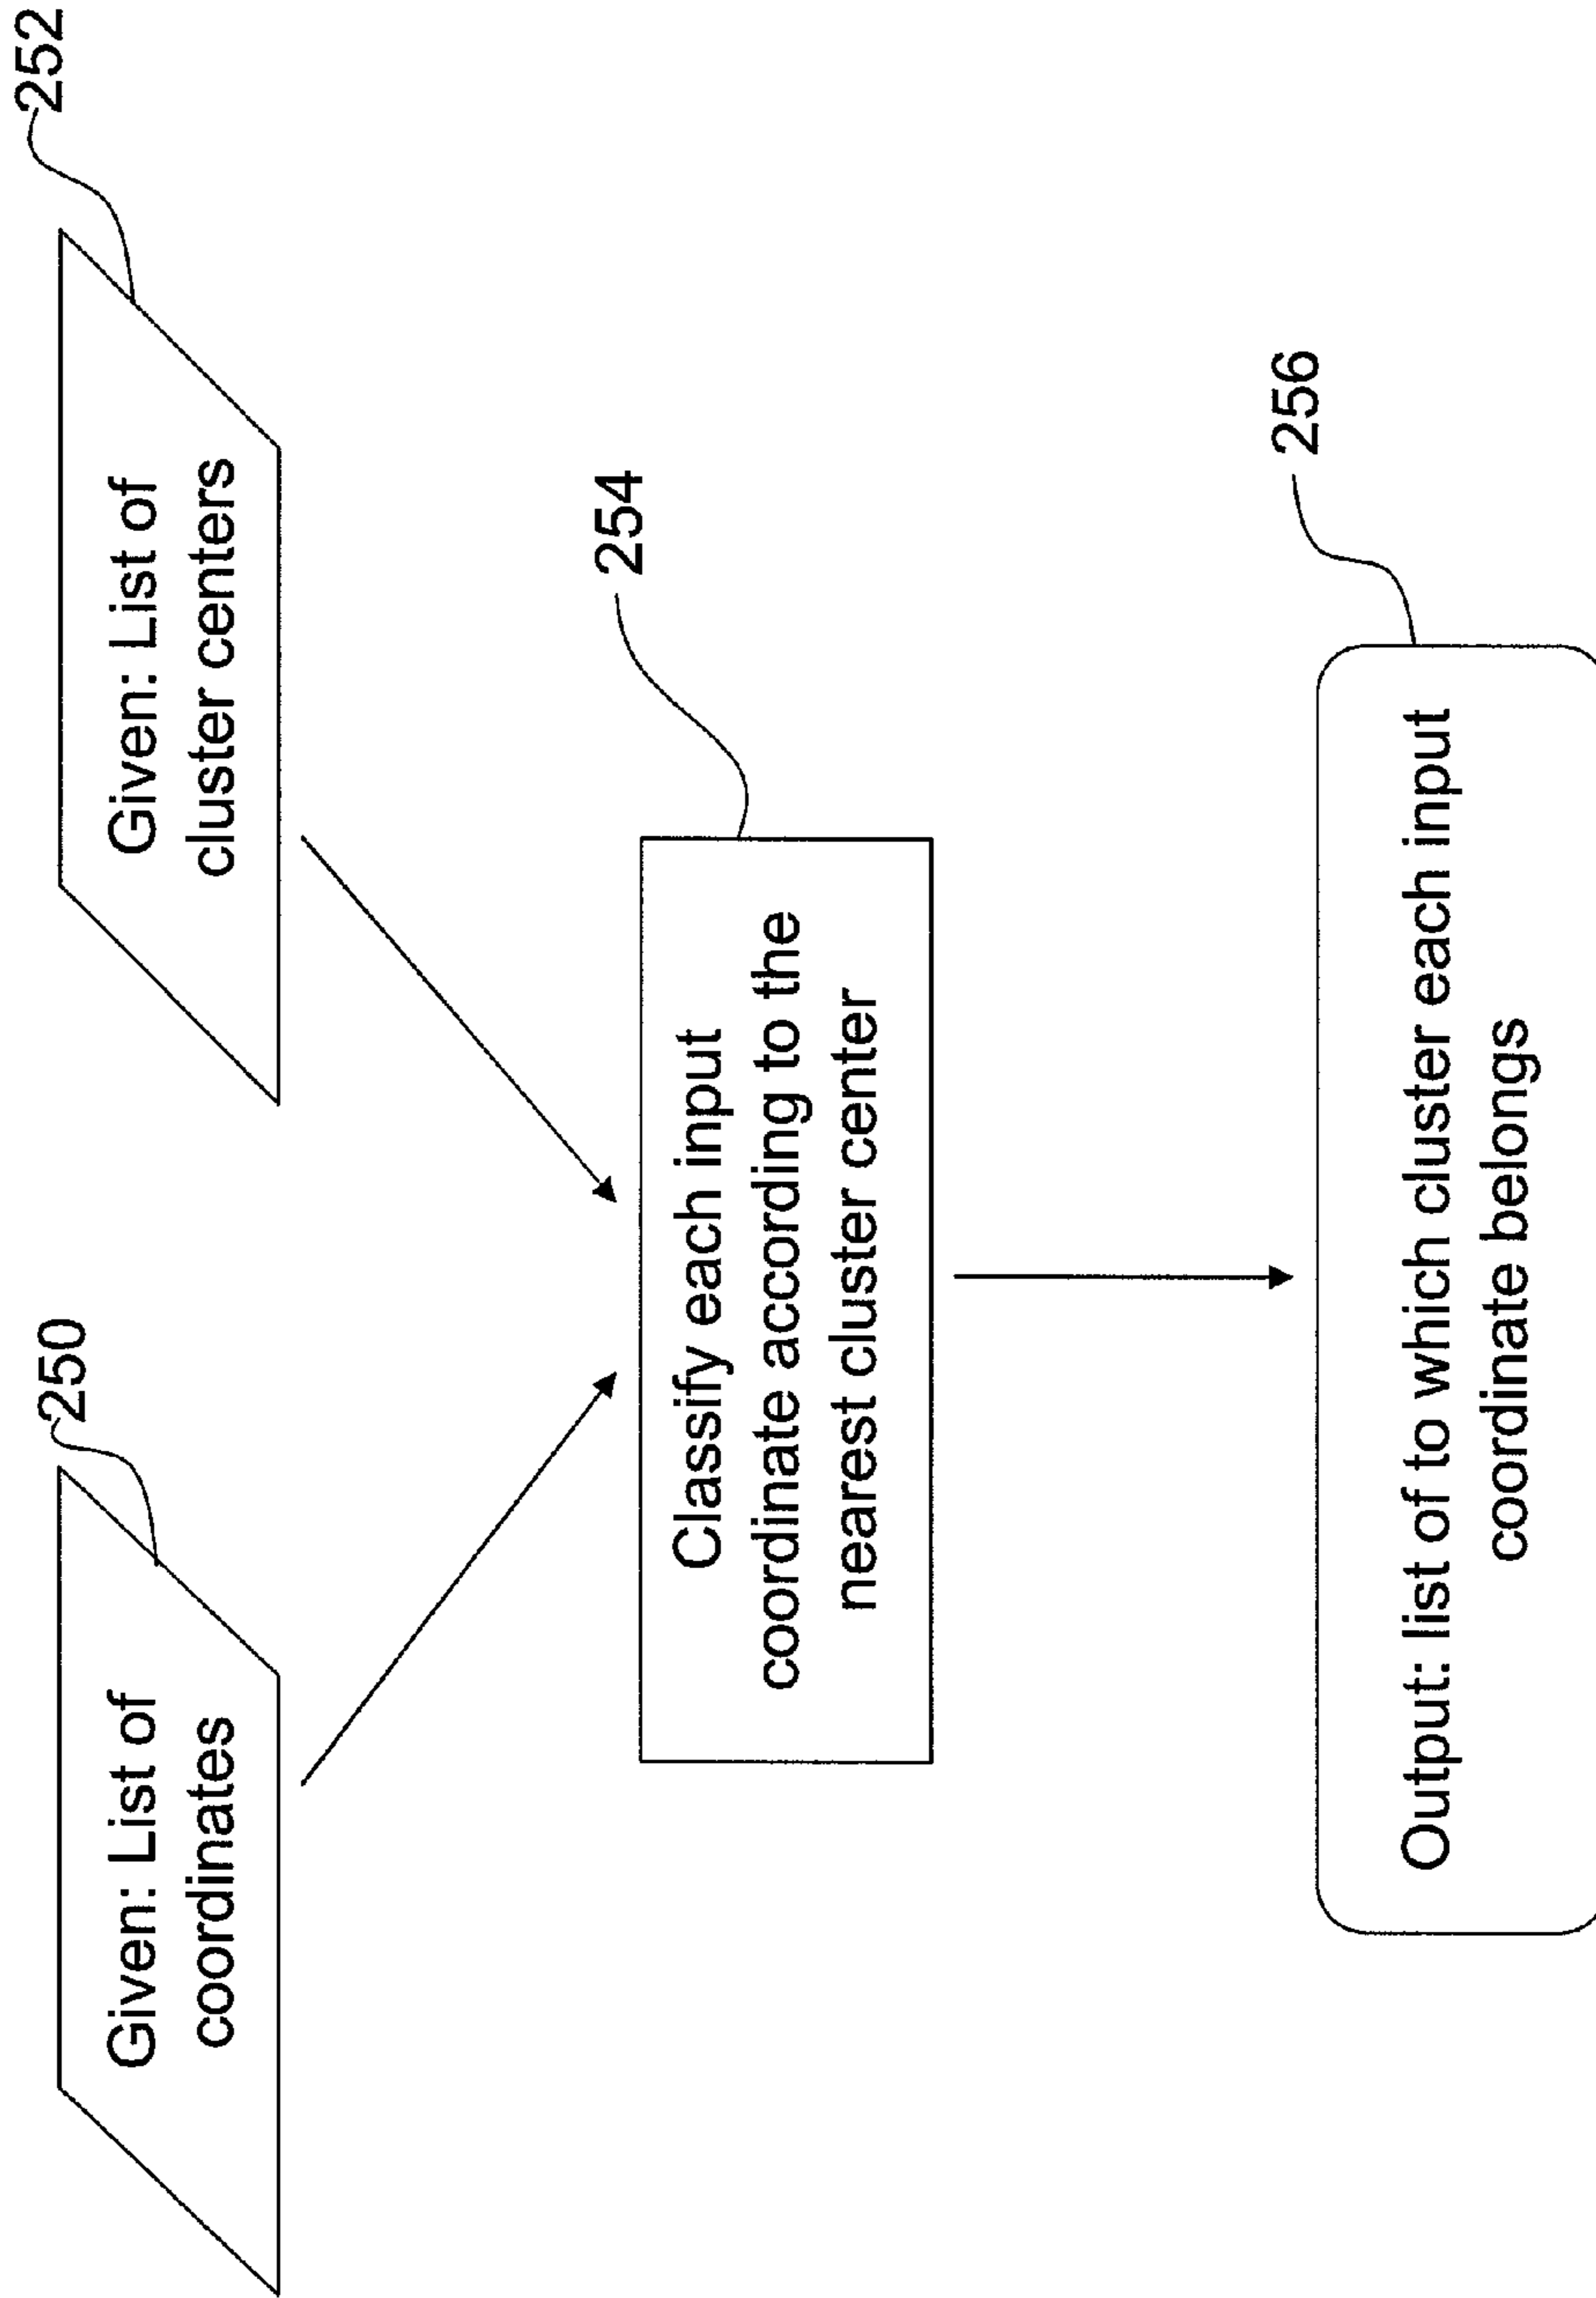 250
Given: List of
coordinates
252
Given: List of
cluster centers
254
Classify each input
coordinate according to the
nearest cluster center
256
Output: list of to which cluster each input
coordinate belongs